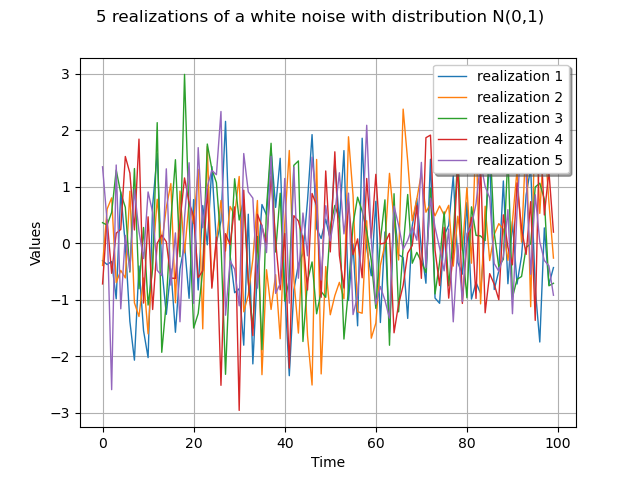 5 realizations of a white noise with distribution N(0,1)
realization 1
realization 2
realization 3
realization 4
realization 5
3
2
1
0
−1
−2
−3
Values
0 20 40 60 80 100
Time